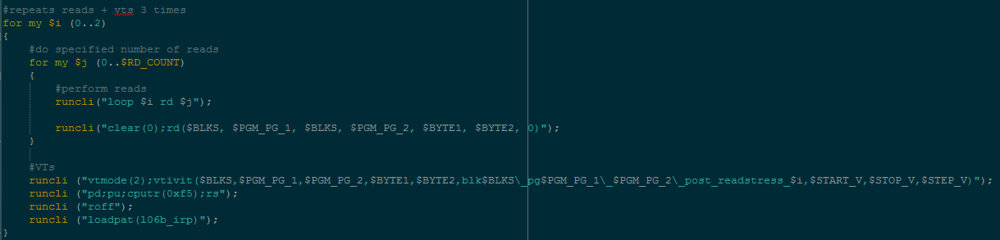 #repeats reads + vts 3 times
for my $i (0..2)
{
    #do specified number of reads
    for my $j (0..$RD_COUNT)
    {
        #perform reads
        runcli("loop $i rd $j");

        runcli("clear(0);rd($BLKS, $PGM_PG_1, $BLKS, $PGM_PG_2, $BYTE1, $BYTE2, 0)");
    }

    #VTs
    runcli ("vtmode(2);vtivit($BLKS,$PGM_PG_1,$PGM_PG_2,$BYTE1,$BYTE2,blk$BLKS\_pg$PGM_PG_1\_$PGM_PG_2\_post_readstress_$i,$START_V,$STOP_V,$STEP_V)");
    runcli ("pd;pu;cputr(0xf5);rs");
    runcli ("roff");
    runcli ("loadpat(l06b_irp)");
}